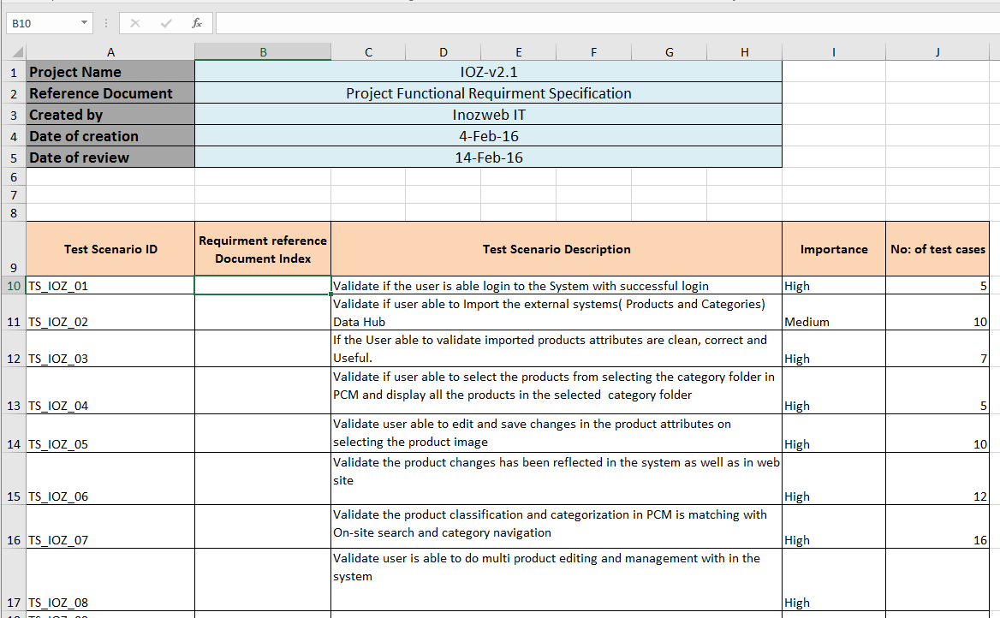 B10
fx
A B C D E F G H I J
1 Project Name IOZ-v2.1
2 Reference Document Project Functional Requirment Specification
3 Created by Inozweb IT
4 Date of creation 4-Feb-16
5 Date of review 14-Feb-16
6
7
8
Requirment reference
Test Scenario ID Document Index Test Scenario Description Importance No: of test cases
9
10 TS_IOZ_01 Validate if the user is able login to the System with successful login High 5
Validate if user able to Import the external systems( Products and Categories)
11 TS_IOZ_02 Data Hub Medium 10
If the User able to validate imported products attributes are clean, correct and
12 TS_IOZ_03 Useful. High 7
Validate if user able to select the products from selecting the category folder in
PCM and display all the products in the selected  category folder
13 TS_IOZ_04 High 5
Validate user able to edit and save changes in the product attributes on
14 TS_IOZ_05 selecting the product image High 10
Validate the product changes has been reflected in the system as well as in web
site
15 TS_IOZ_06 High 12
Validate the product classification and categorization in PCM is matching with
On-site search and category navigation
16 TS_IOZ_07 High 16
Validate user is able to do multi product editing and management with in the
system
17 TS_IOZ_08 High